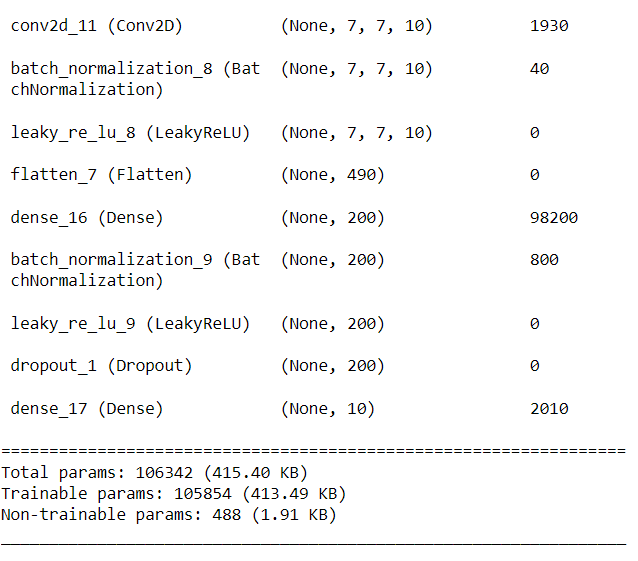 conv2d_11 (Conv2D) (None, 7, 7, 10) 1930
batch_normalization_8 (Bat (None, 7, 7, 10) 40
chNormalization)
leaky_re_lu_8 (LeakyReLU) (None, 7, 7, 10) 0
flatten_7 (Flatten) (None, 490) 0
dense_16 (Dense) (None, 200) 98200
batch_normalization_9 (Bat (None, 200) 800
chNormalization)
leaky_re_lu_9 (LeakyReLU) (None, 200) 0
dropout_1 (Dropout) (None, 200) 0
dense_17 (Dense) (None, 10) 2010
=================================================================
Total params: 106342 (415.40 KB)
Trainable params: 105854 (413.49 KB)
Non-trainable params: 488 (1.91 KB)
_________________________________________________________________